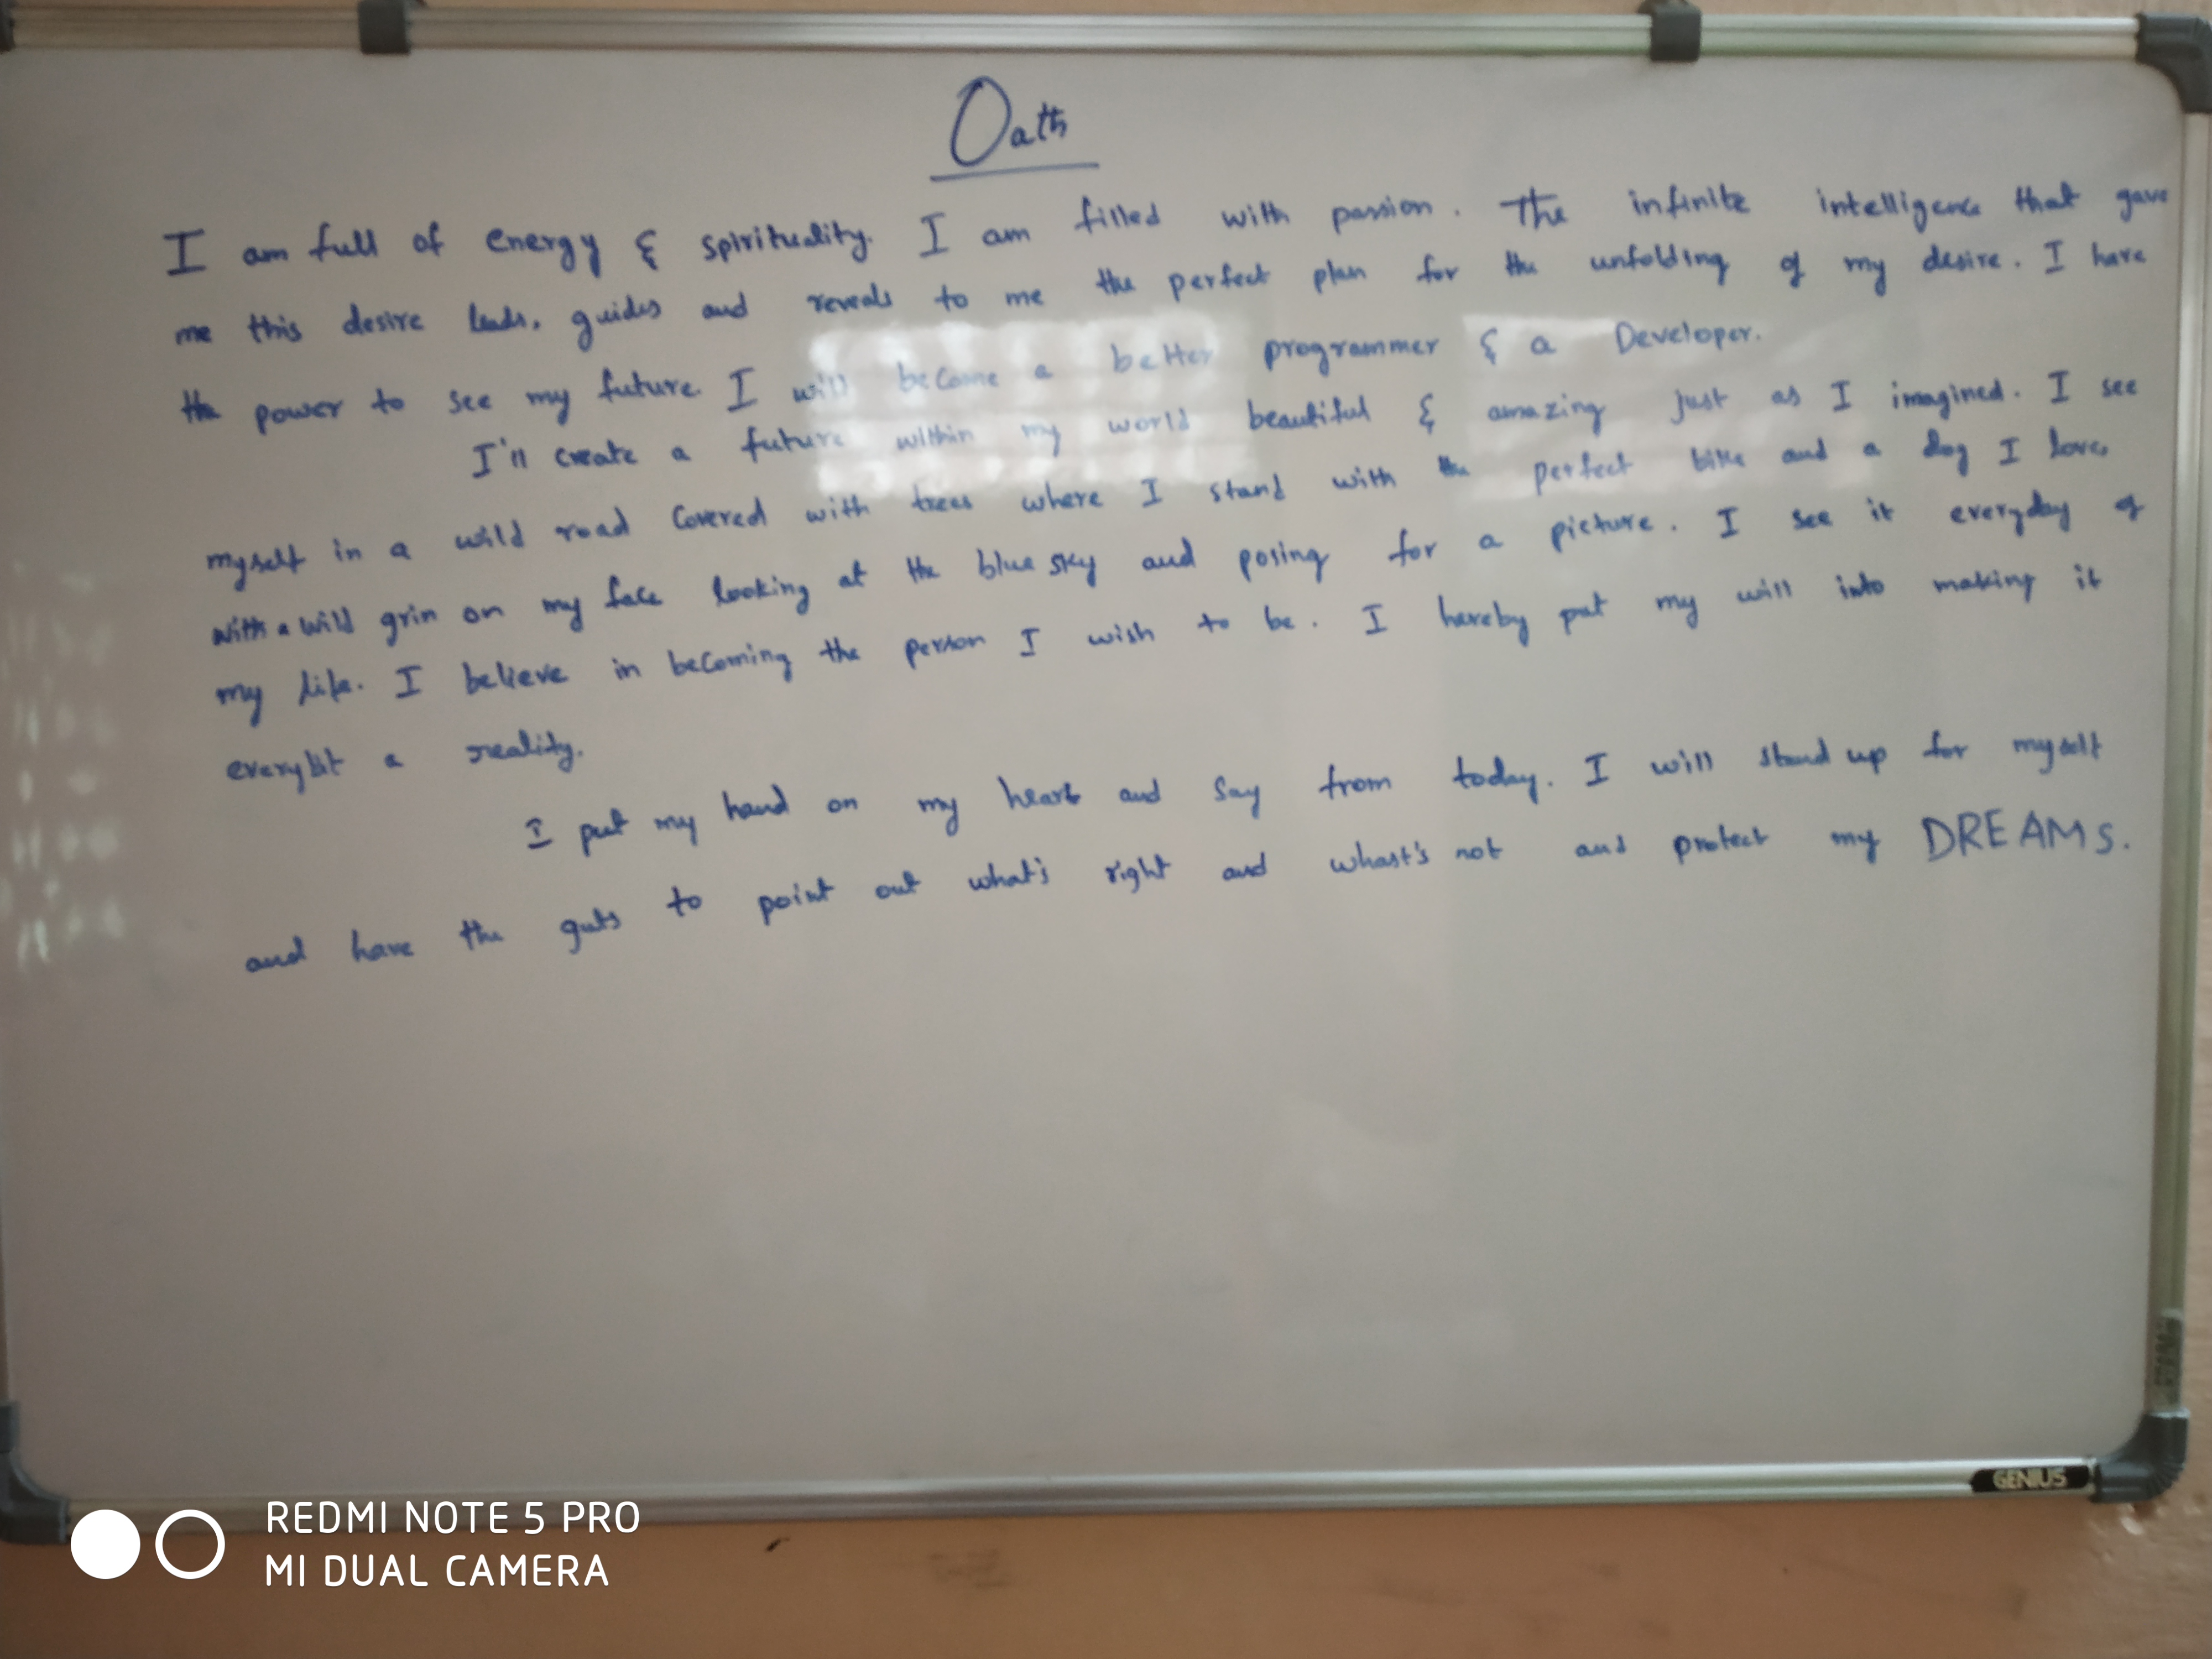 Oath
I am full of energy & spirituality. I am filled with passion. The infinite intelligence that gave
me this desire leads, guides and reveals to me the perfect plan for the unfolding of my desire. I have
the power to see my future. I will become a better programmer & a Developer.
I'll create a future within my world beautiful & amazing just as I imagined. I see
myself in a wild road covered with trees where I stand with the perfect bike and a dog I love,
with a wild grin on my face looking at the blue sky and posing for a picture. I see it everyday of
my life. I believe in becoming the person I wish to be. I hereby put my will into making it
everybit a reality.
I put my hand on my heart and say from today. I will stand up for myself
and have the guts to point out what's right and whast's not and protect my DREAMS.
GENIUS
REDMI NOTE 5 PRO
MI DUAL CAMERA